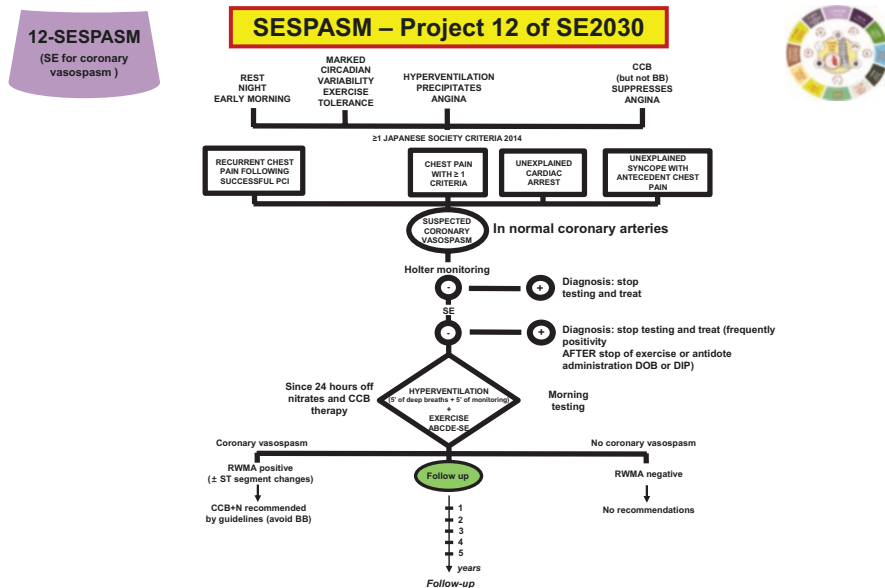 12-SESPASM
(SE for coronary
vasospasm )
SESPASM – Project 12 of SE2030
REST
NIGHT
EARLY MORNING
MARKED
CIRCADIAN
VARIABILITY
EXERCISE
TOLERANCE
HYPERVENTILATION
PRECIPITATES
ANGINA
CCB
(but not BB)
SUPPRESSES
ANGINA
≥1 JAPANESE SOCIETY CRITERIA 2014
RECURRENT CHEST
PAIN FOLLOWING
SUCCESSFUL PCI
CHEST PAIN
WITH ≥ 1
CRITERIA
UNEXPLAINED
CARDIAC
ARREST
UNEXPLAINED
SYNCOPE WITH
ANTECEDENT CHEST
PAIN
SUSPECTED
CORONARY
VASOSPASM
In normal coronary arteries
Holter monitoring
-
+
Diagnosis: stop
testing and treat
SE
-
+
Diagnosis: stop testing and treat (frequently
positivity
AFTER stop of exercise or antidote
administration DOB or DIP)
Since 24 hours off
nitrates and CCB
therapy
HYPERVENTILATION
(5' of deep breaths + 5' of monitoring)
+
EXERCISE
ABCDE-SE
Morning
testing
Coronary vasospasm
No coronary vasospasm
RWMA positive
(± ST segment changes)
Follow up
RWMA negative
CCB+N recommended
by guidelines (avoid BB)
No recommendations
1
2
3
4
5
years
Follow-up